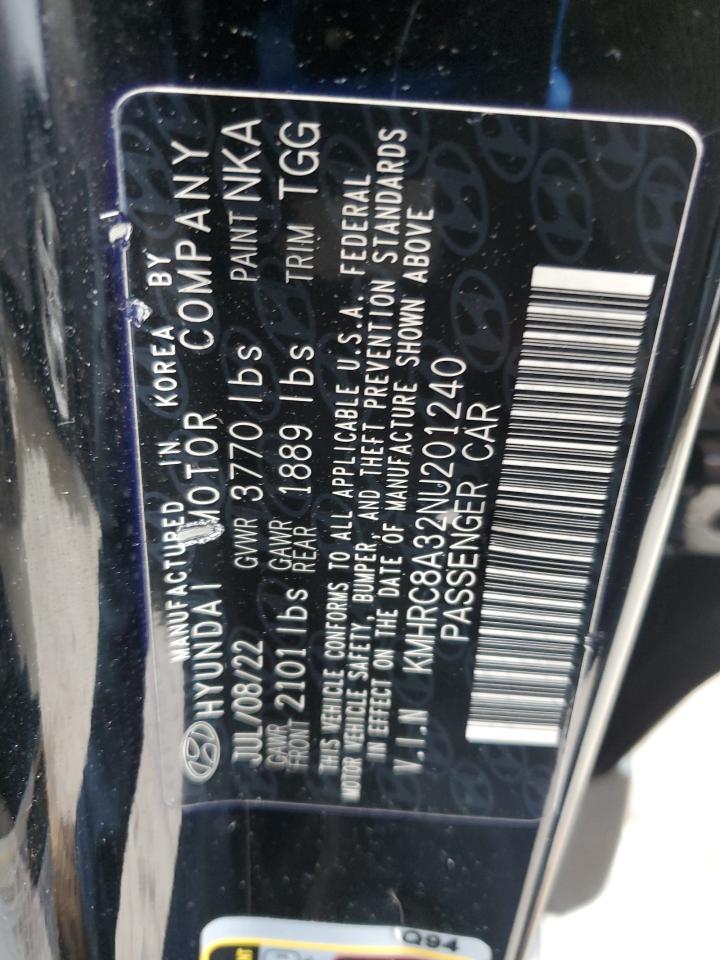 MANUFACTURED IN KOREA BY
HYUNDAI MOTOR COMPANY
JUL/08/22 GVWR 3770 lbs PAINT NKA
GAWR FRONT 2101lbs GAWR REAR 1889 lbs TRIM TGG
THIS VEHICLE CONFORMS TO ALL APPLICABLE U.S.A. FEDERAL
MOTOR VEHICLE SAFETY, BUMPER, AND THEFT PREVENTION STANDARDS
IN EFFECT ON THE DATE OF MANUFACTURE SHOWN ABOVE
V.I.N KMHRC8A32NU201240
PASSENGER CAR
Q94